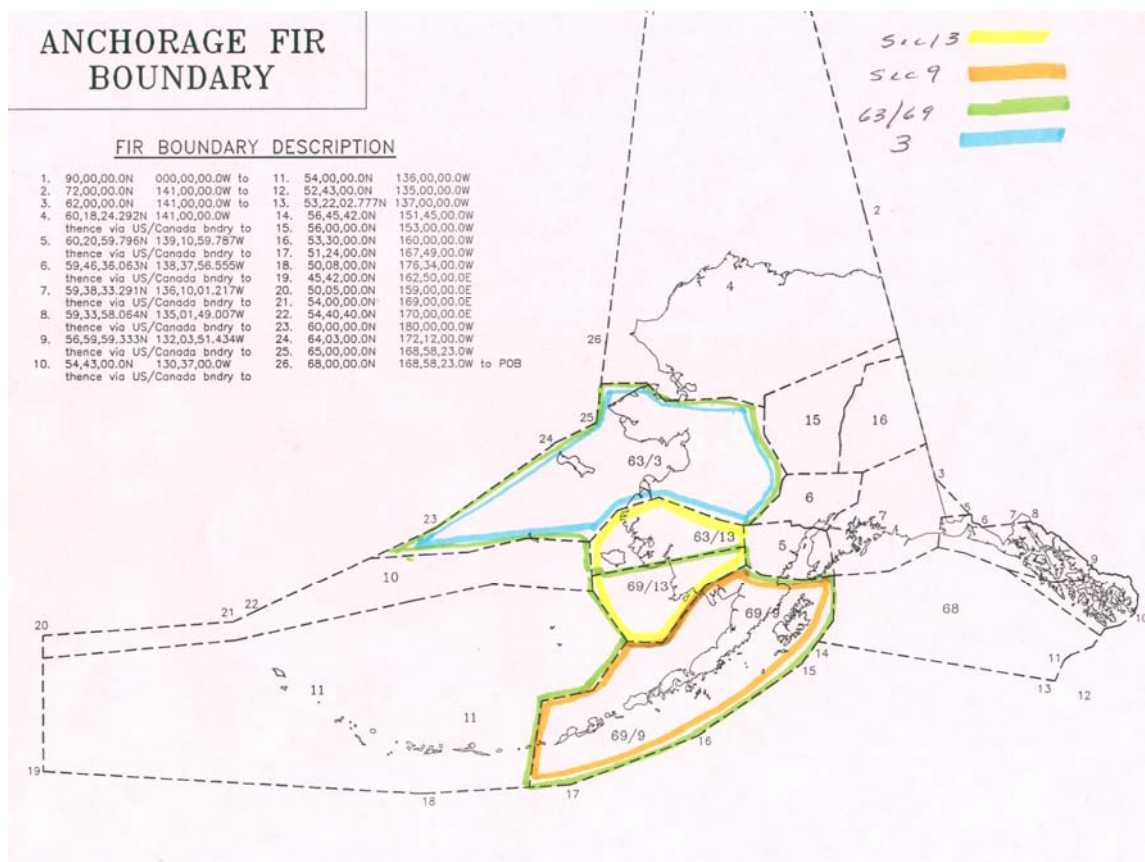 ANCHORAGE FIR
BOUNDARY
Sec 13
Sec 9
63/69
3
FIR BOUNDARY DESCRIPTION
1. 90,00,00.0N 000,00,00.0W to
2. 72,00,00.0N 141,00,00.0W to
3. 62,00,00.0N 141,00,00.0W to
4. 60,18,24.292N 141,00,00.0W
thence via US/Canada bndry to
5. 60,20,59.796N 139,10,59.787W
thence via US/Canada bndry to
6. 59,46,36.063N 138,37,56.555W
thence via US/Canada bndry to
7. 59,38,33.291N 136,10,01.217W
thence via US/Canada bndry to
8. 59,33,58.064N 135,01,49.007W
thence via US/Canada bndry to
9. 56,59,59.333N 132,03,51.434W
thence via US/Canada bndry to
10. 54,43,00.0N 130,37,00.0W
thence via US/Canada bndry to
11. 54,00,00.0N 136,00,00.0W
12. 52,43,00.0N 135,00,00.0W
13. 53,22,02.777N 137,00,00.0W
14. 56,45,42.0N 151,45,00.0W
15. 56,00,00.0N 153,00,00.0W
16. 53,30,00.0N 160,00,00.0W
17. 51,24,00.0N 167,49,00.0W
18. 50,08,00.0N 176,34,00.0W
19. 45,42,00.0N 162,50,00.0E
20. 50,05,00.0N 159,00,00.0E
21. 54,00,00.0N 169,00,00.0E
22. 54,40,40.0N 170,00,00.0E
23. 60,00,00.0N 180,00,00.0W
24. 64,03,00.0N 172,12,00.0W
25. 65,00,00.0N 168,58,23.0W
26. 68,00,00.0N 168,58,23.0W to POB
2
4
26
25
15
16
24
63/3
3
6
23
5
7
6
7
8
63/13
5
9
10
69/13
10
21
22
69/9
68
20
14
15
11
13
12
11
11
69/9
16
19
18
17